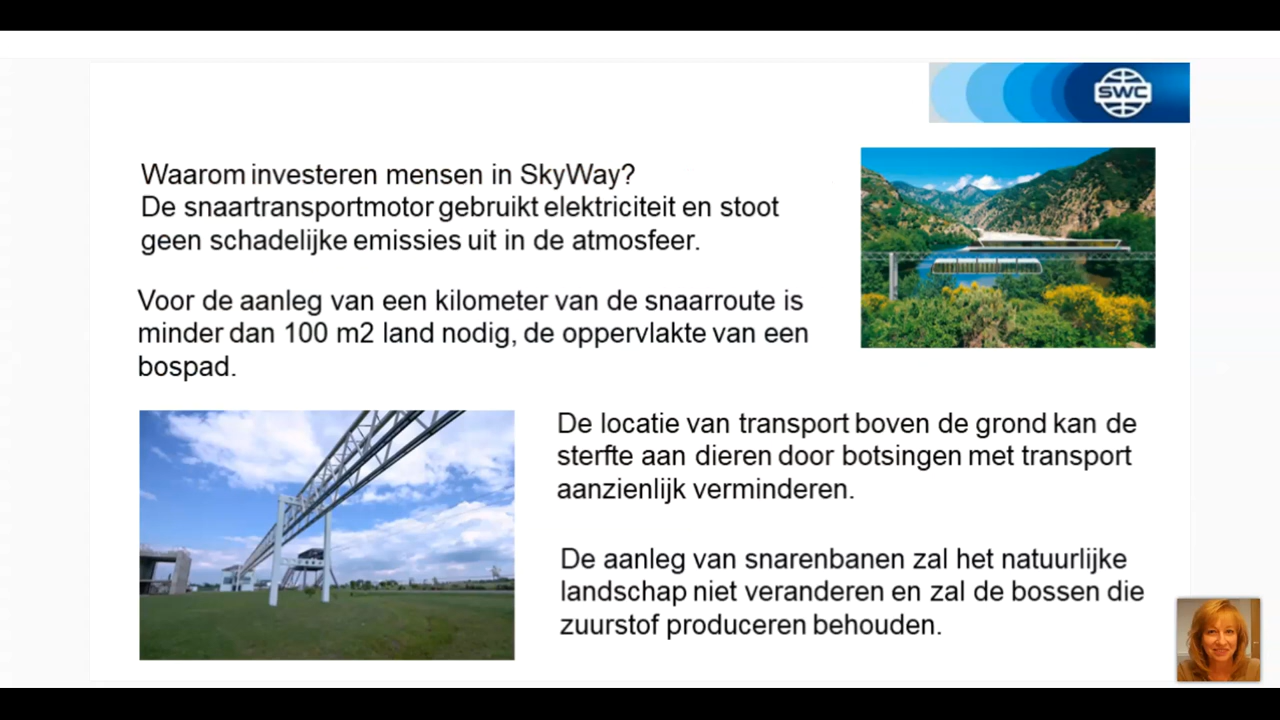 SWC
Waarom investeren mensen in SkyWay?
De snaartransportmotor gebruikt elektriciteit en stoot
geen schadelijke emissies uit in de atmosfeer.
Voor de aanleg van een kilometer van de snaarroute is
minder dan 100 m2 land nodig, de oppervlakte van een
bospad.
De locatie van transport boven de grond kan de
sterfte aan dieren door botsingen met transport
aanzienlijk verminderen.
De aanleg van snarenbanen zal het natuurlijke
landschap niet veranderen en zal de bossen die
zuurstof produceren behouden.